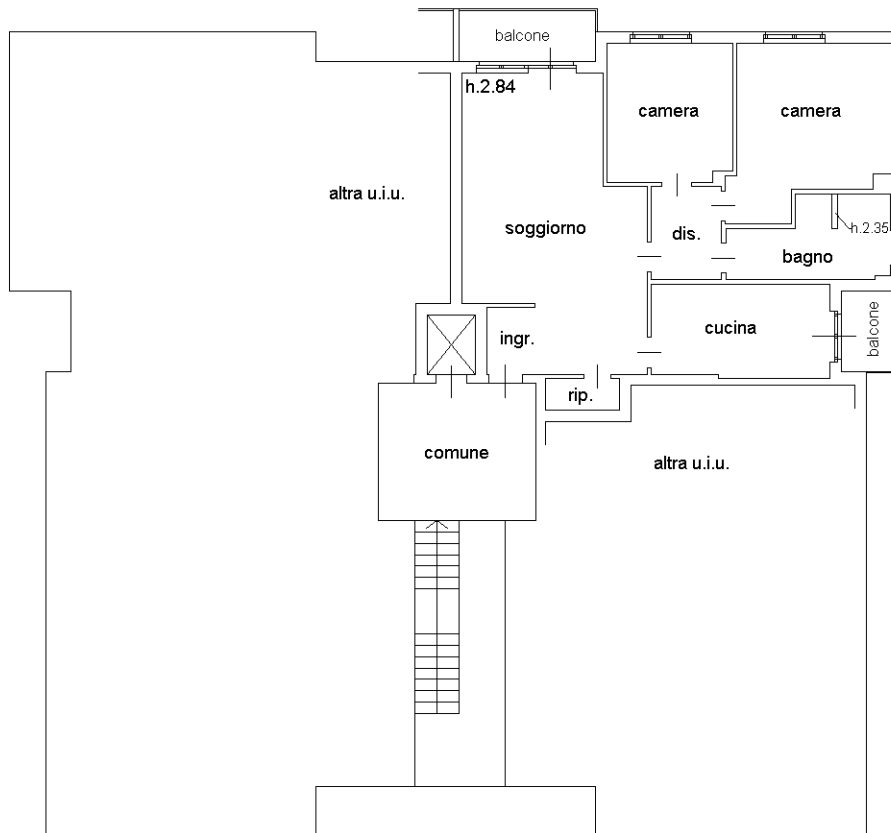 balcone
h.2.84
camera
camera
altra u.i.u.
soggiorno
dis.
h.2.35
bagno
ingr.
cucina
balcone
rip.
comune
altra u.i.u.